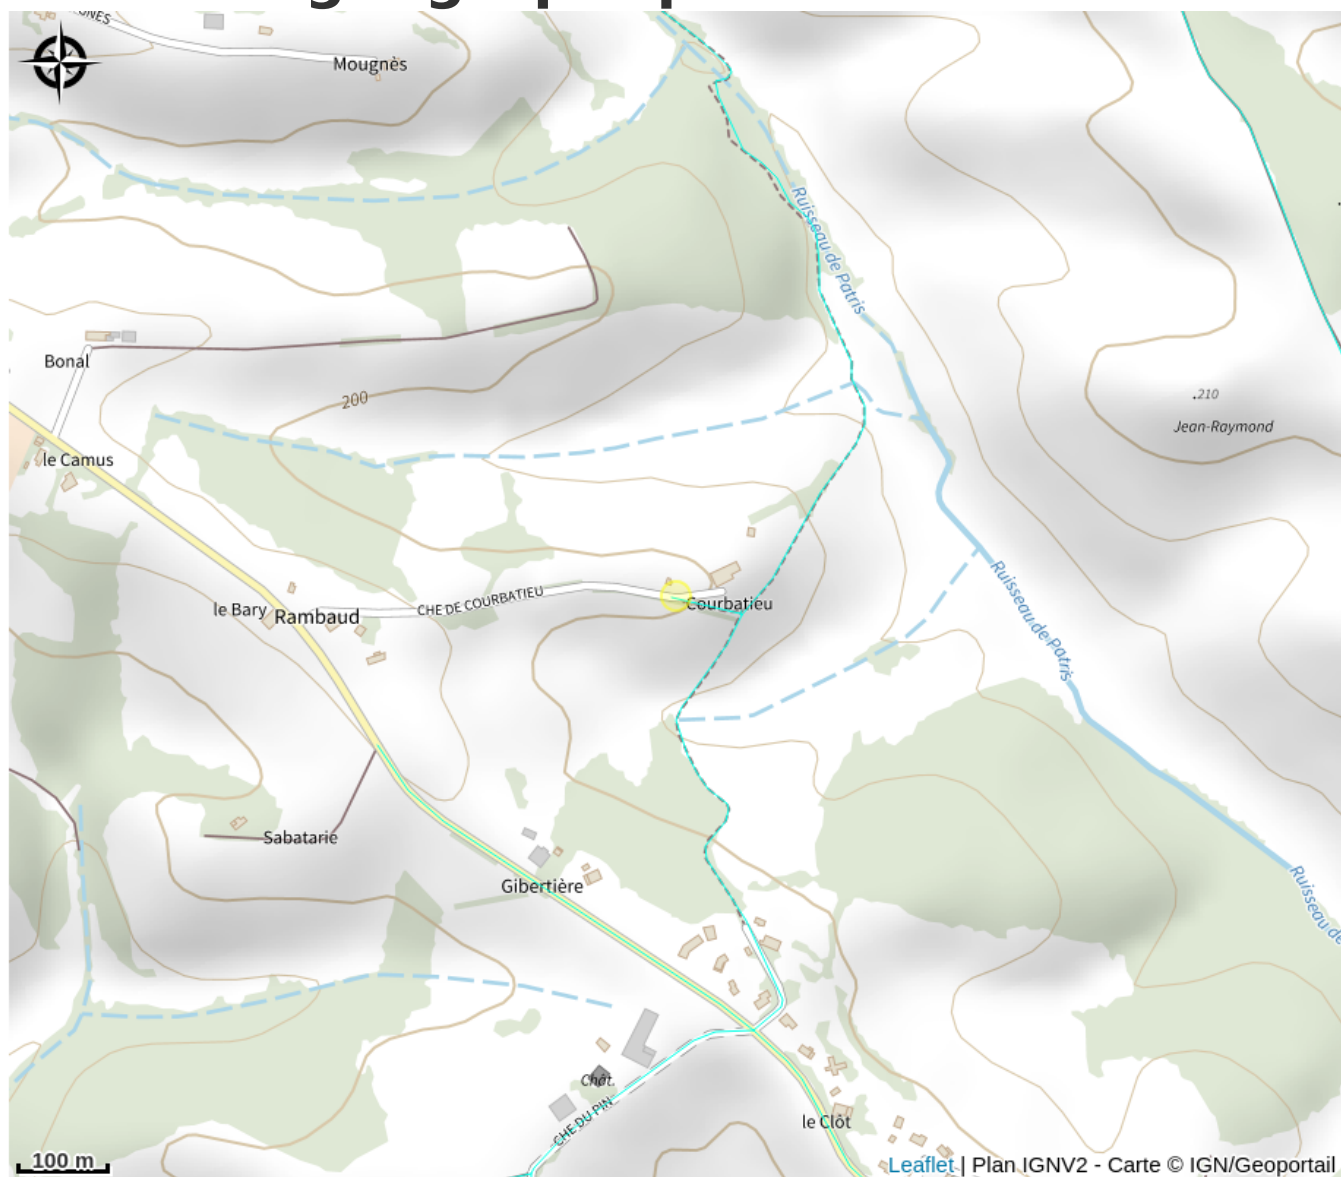 Mougnès
Ruisseau de Patris
Bonal
200
210
Jean-Raymond
le Camus
CHE DE COURBATIEU
Courbatieu
le Bary
Rambaud
Ruisseau de Patris
Sabatarie
Gibertière
Ruisseau de
Chât.
CHE DU PIN
le Clôt
100 m
Leaflet | Plan IGNV2 - Carte © IGN/Geoportail